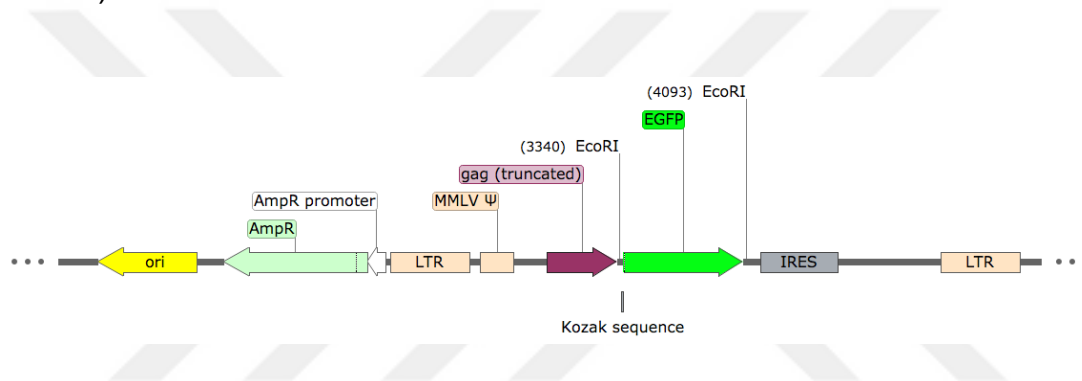 (4093) EcoRI
EGFP
(3340) EcoRI
gag (truncated)
AmpR promoter
MMLV Ψ
AmpR
ori
LTR
IRES
LTR
Kozak sequence